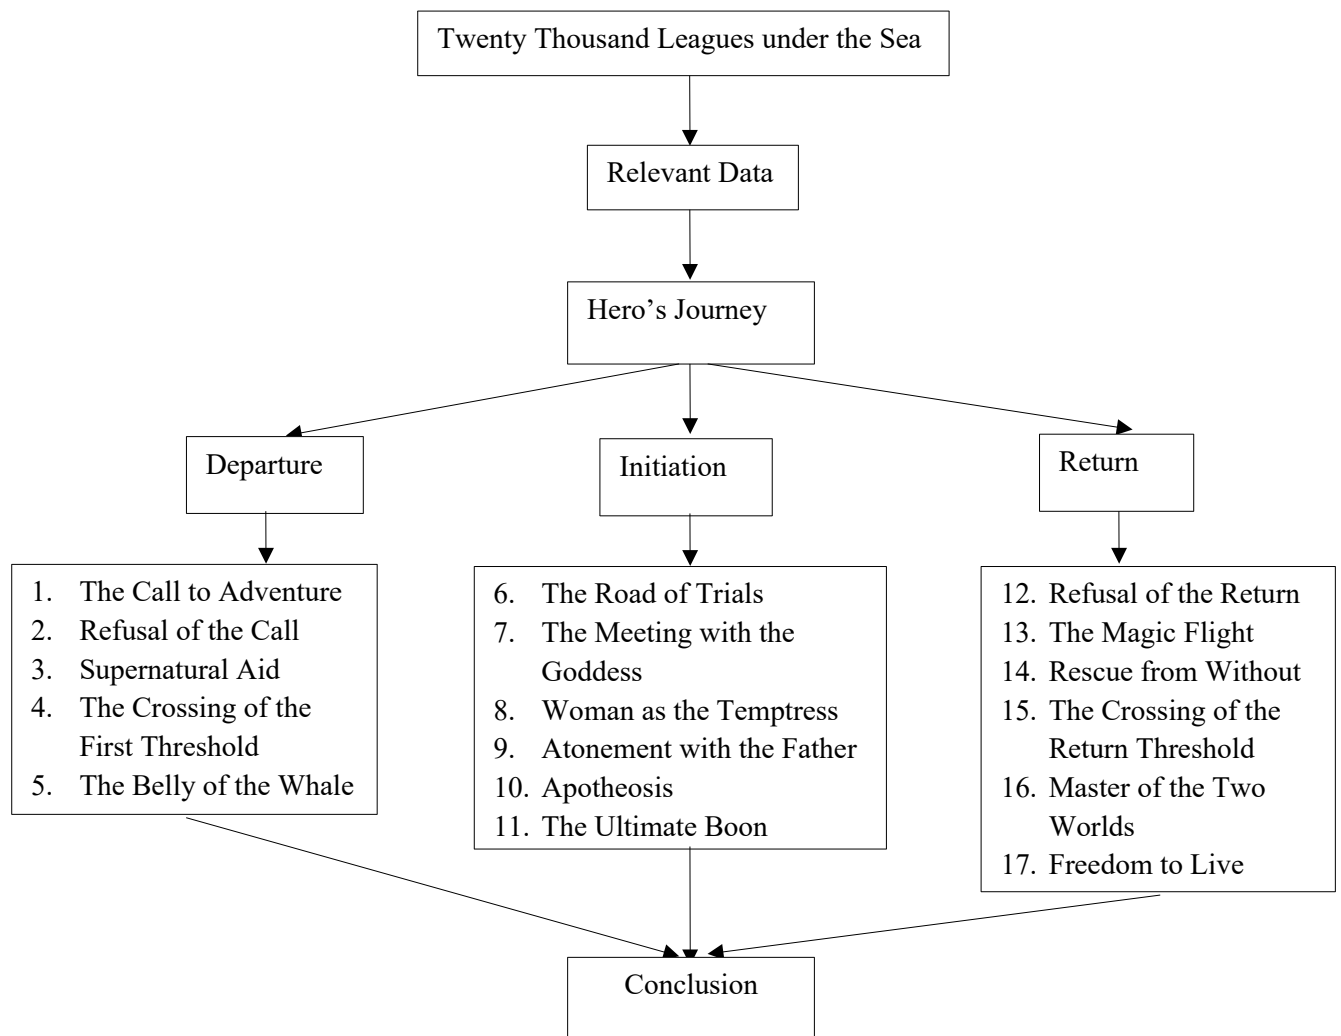 Twenty Thousand Leagues under the Sea
Relevant Data
Hero’s Journey
Departure
Initiation
Return
1. The Call to Adventure
2. Refusal of the Call
3. Supernatural Aid
4. The Crossing of the
First Threshold
5. The Belly of the Whale
6. The Road of Trials
7. The Meeting with the
Goddess
8. Woman as the Temptress
9. Atonement with the Father
10. Apotheosis
11. The Ultimate Boon
12. Refusal of the Return
13. The Magic Flight
14. Rescue from Without
15. The Crossing of the
Return Threshold
16. Master of the Two
Worlds
17. Freedom to Live
Conclusion